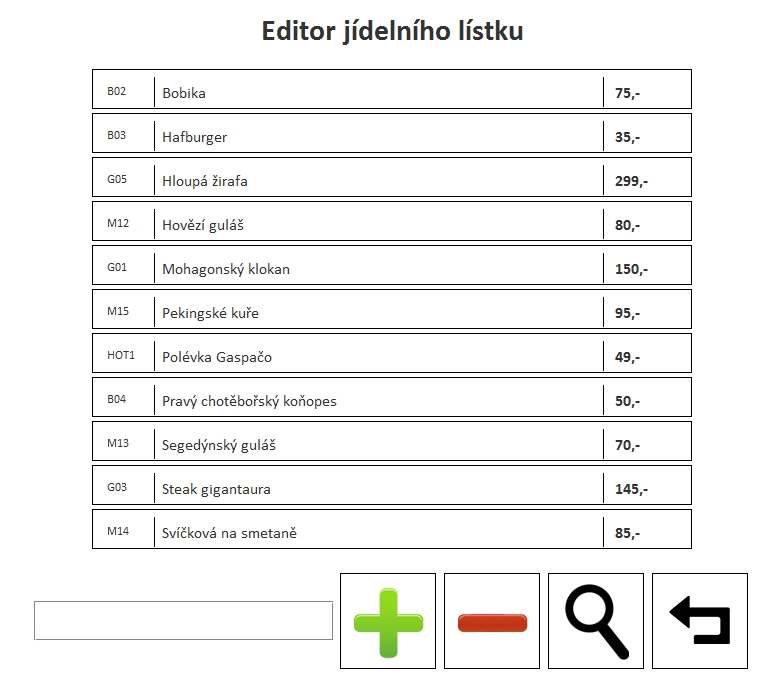 Editor jídelního lístku
B02 Bobika 75,-
B03 Hafburger 35,-
G05 Hloupá žirafa 299,-
M12 Hovězí guláš 80,-
G01 Mohagonský klokan 150,-
M15 Pekingské kuře 95,-
HOT1 Polévka Gaspačo 49,-
B04 Pravý chotěbořský koňopes 50,-
M13 Segedýnský guláš 70,-
G03 Steak gigantaura 145,-
M14 Svíčková na smetaně 85,-